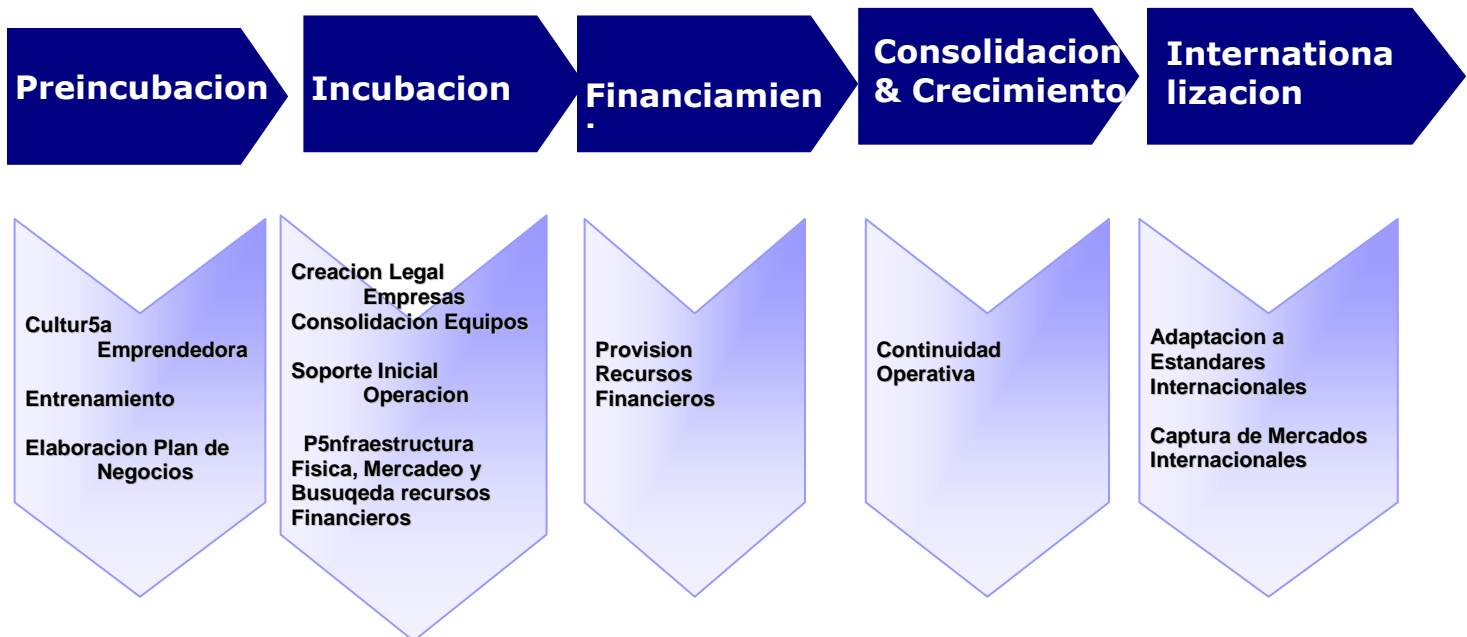 Preincubacion
Incubacion
Financiamien
Consolidacion
& Crecimiento
Internationa
lizacion
Cultur5a
Emprendedora
Entrenamiento
Elaboracion Plan de
Negocios
Creacion Legal
Empresas
Consolidacion Equipos
Soporte Inicial
Operacion
P5nfraestructura
Fisica, Mercadeo y
Busuqeda recursos
Financieros
Provision
Recursos
Financieros
Continuidad
Operativa
Adaptacion a
Estandares
Internacionales
Captura de Mercados
Internacionales